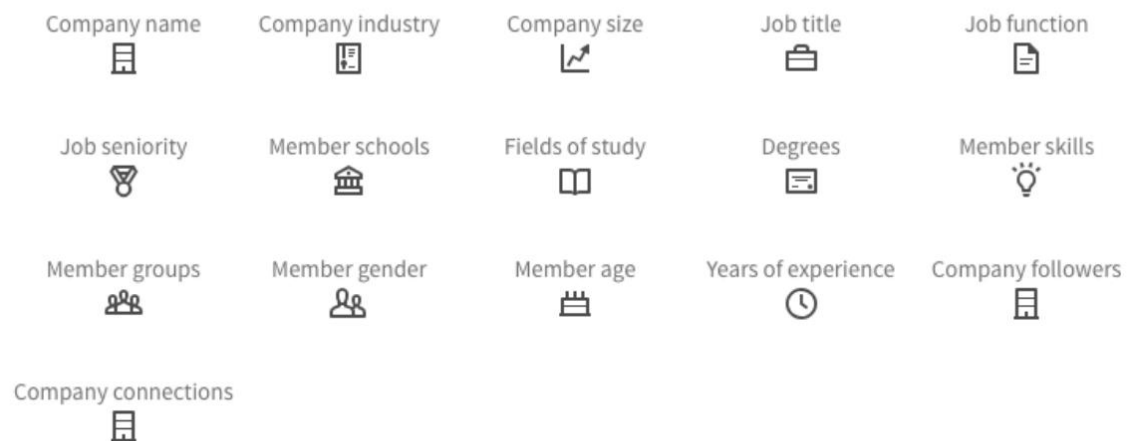 Company name
Company industry
Company size
Job title
Job function
Job seniority
Member schools
Fields of study
Degrees
Member skills
Member groups
Member gender
Member age
Years of experience
Company followers
Company connections